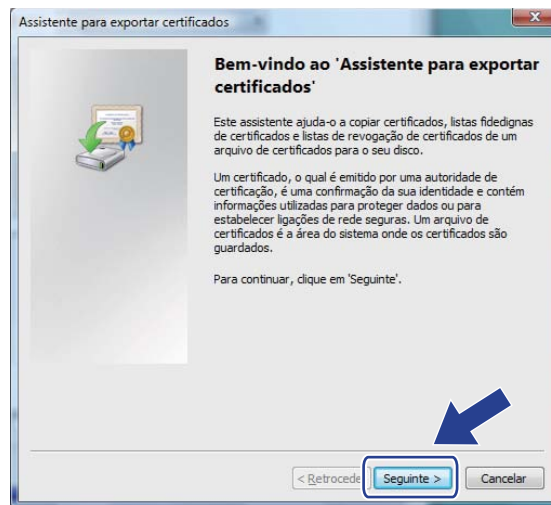 Assistente para exportar certificados
Bem-vindo ao 'Assistente para exportar
certificados'
Este assistente ajuda-o a copiar certificados, listas fidedignas
de certificados e listas de revogação de certificados de um
arquivo de certificados para o seu disco.
Um certificado, o qual é emitido por uma autoridade de
certificação, é uma confirmação da sua identidade e contém
informações utilizadas para proteger dados ou para
estabelecer ligações de rede seguras. Um arquivo de
certificados é a área do sistema onde os certificados são
guardados.
Para continuar, clique em 'Seguinte'.
< Retroceder Seguinte > Cancelar